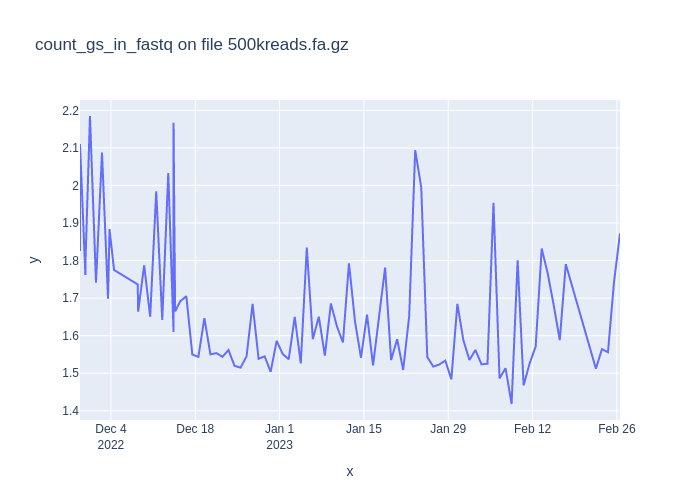 count_gs_in_fastq on file 500kreads.fa.gz
2.2
2.1
2
1.9
1.8
1.7
1.6
1.5
1.4
y
Dec 4
2022
Dec 18
Jan 1
2023
Jan 15
Jan 29
Feb 12
Feb 26
x